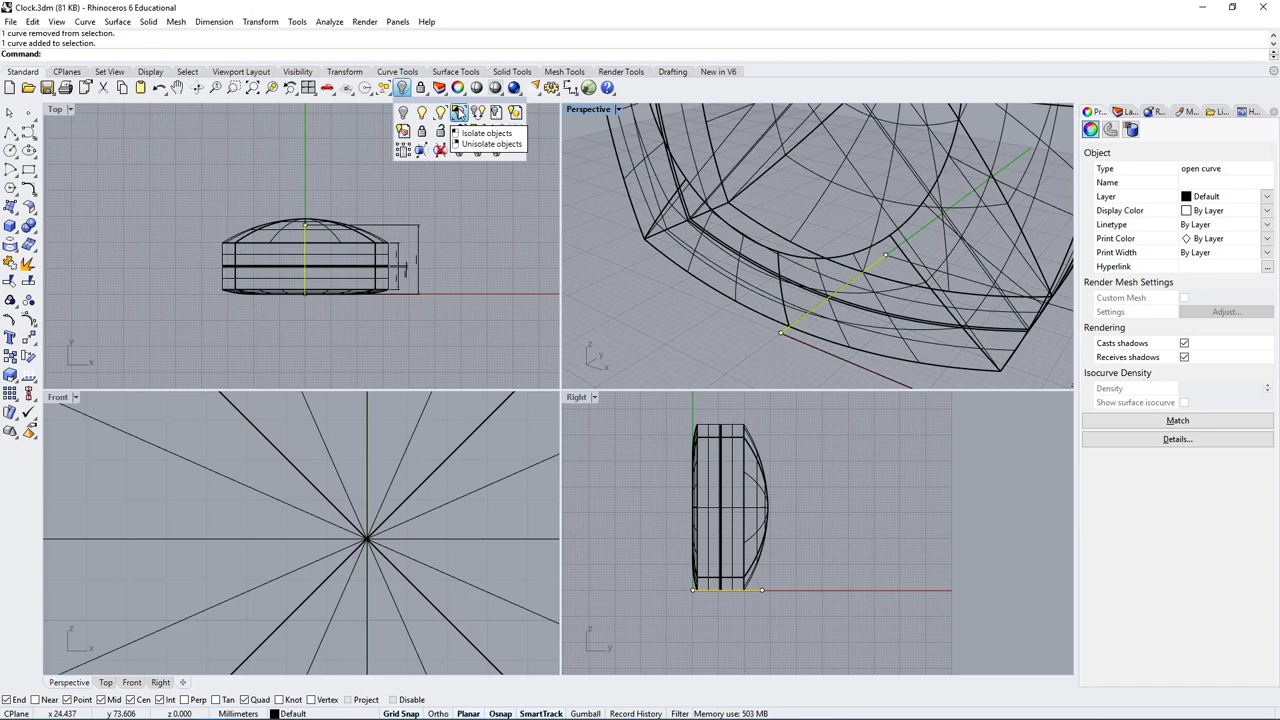 Clock.3dm (81 KB) - Rhinoceros 6 Educational
File Edit View Curve Surface Solid Mesh Dimension Transform Tools Analyze Render Panels Help
1 curve removed from selection.
1 curve added to selection.
Command:
Standard CPlanes Set View Display Select Viewport Layout Visibility Transform Curve Tools Surface Tools Solid Tools Mesh Tools Render Tools Drafting New in V6
Top
Perspective
Isolate objects
Unisolate objects
y
x
z
y
x
Front
Right
z
x
z
y
Pr... La... R... M... Li... H...
Object
Type open curve
Name
Layer Default
Display Color By Layer
Linetype By Layer
Print Color By Layer
Print Width By Layer
Hyperlink ...
Render Mesh Settings
Custom Mesh
Settings Adjust...
Rendering
Casts shadows
Receives shadows
Isocurve Density
Density
Show surface isocurve
Match
Details...
Perspective Top Front Right
End Near Point Mid Cen Int Perp Tan Quad Knot Vertex Project Disable
CPlane x 24.437 y 73.606 z 0.000 Millimeters Default Grid Snap Ortho Planar Osnap SmartTrack Gumball Record History Filter Memory use: 503 MB